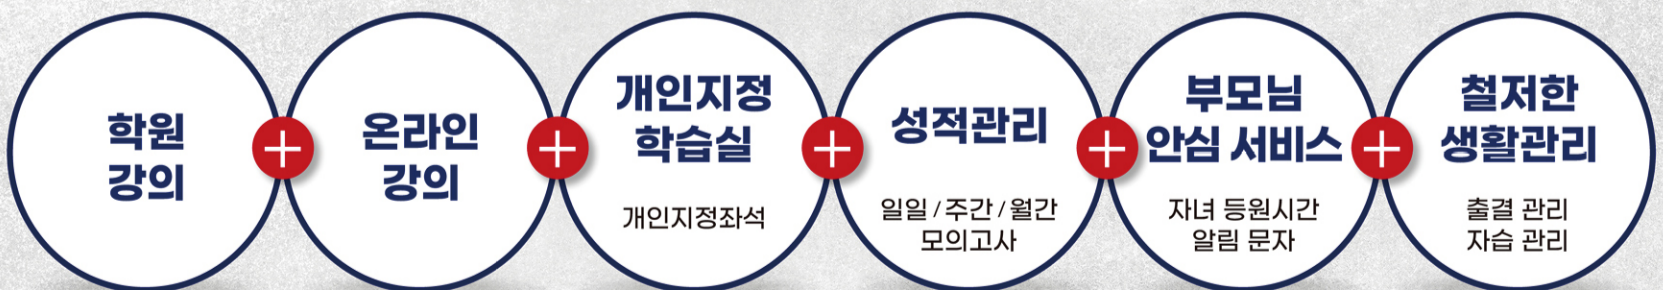 학원
강의
온라인
강의
개인지정
학습실
개인지정좌석
성적관리
일일 / 주간 / 월간
모의고사
부모님
안심 서비스
자녀 등원시간
알림 문자
철저한
생활관리
출결 관리
자습 관리